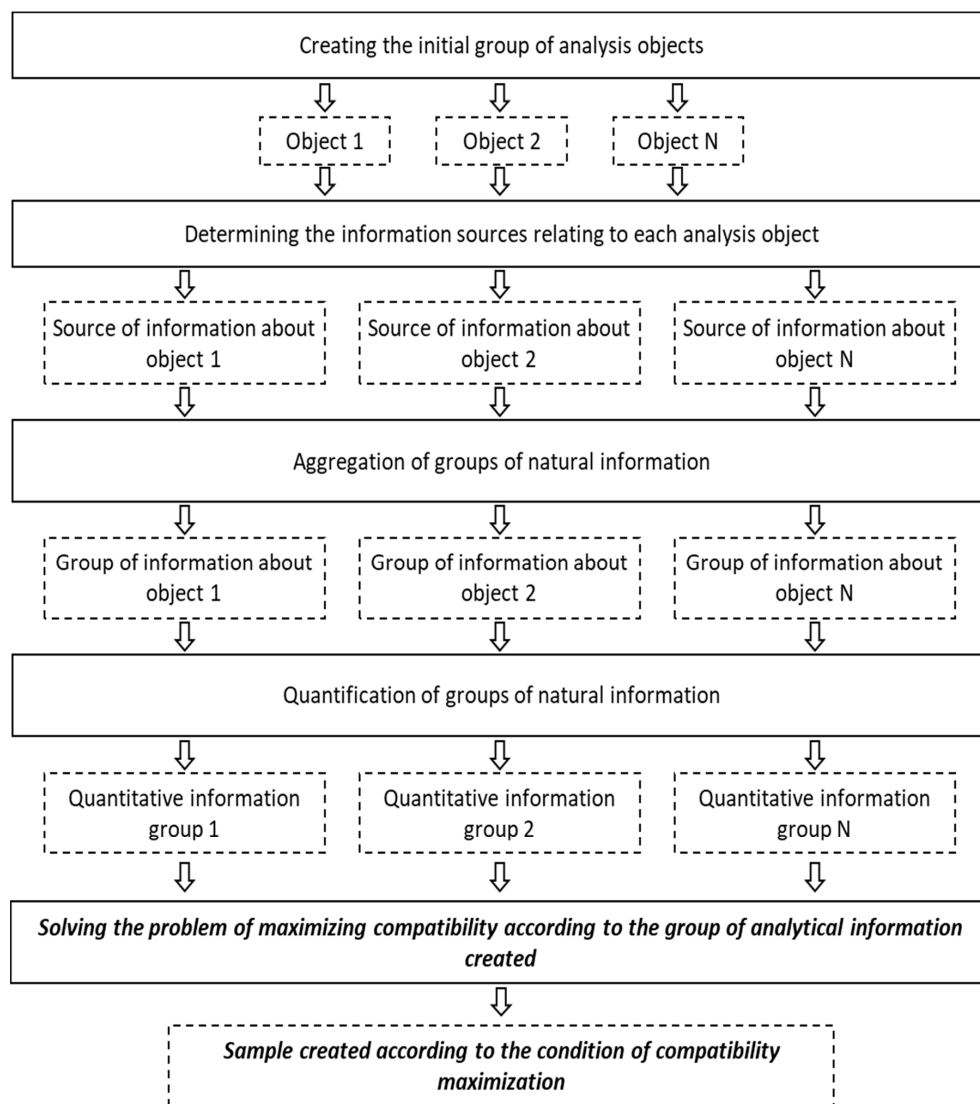 Creating the initial group of analysis objects
Object 1
Object 2
Object N
Determining the information sources relating to each analysis object
Source of information about
object 1
Source of information about
object 2
Source of information about
object N
Aggregation of groups of natural information
Group of information about
object 1
Group of information about
object 2
Group of information about
object N
Quantification of groups of natural information
Quantitative information
group 1
Quantitative information
group 2
Quantitative information
group N
Solving the problem of maximizing compatibility according to the group of analytical information
created
Sample created according to the condition of compatibility
maximization